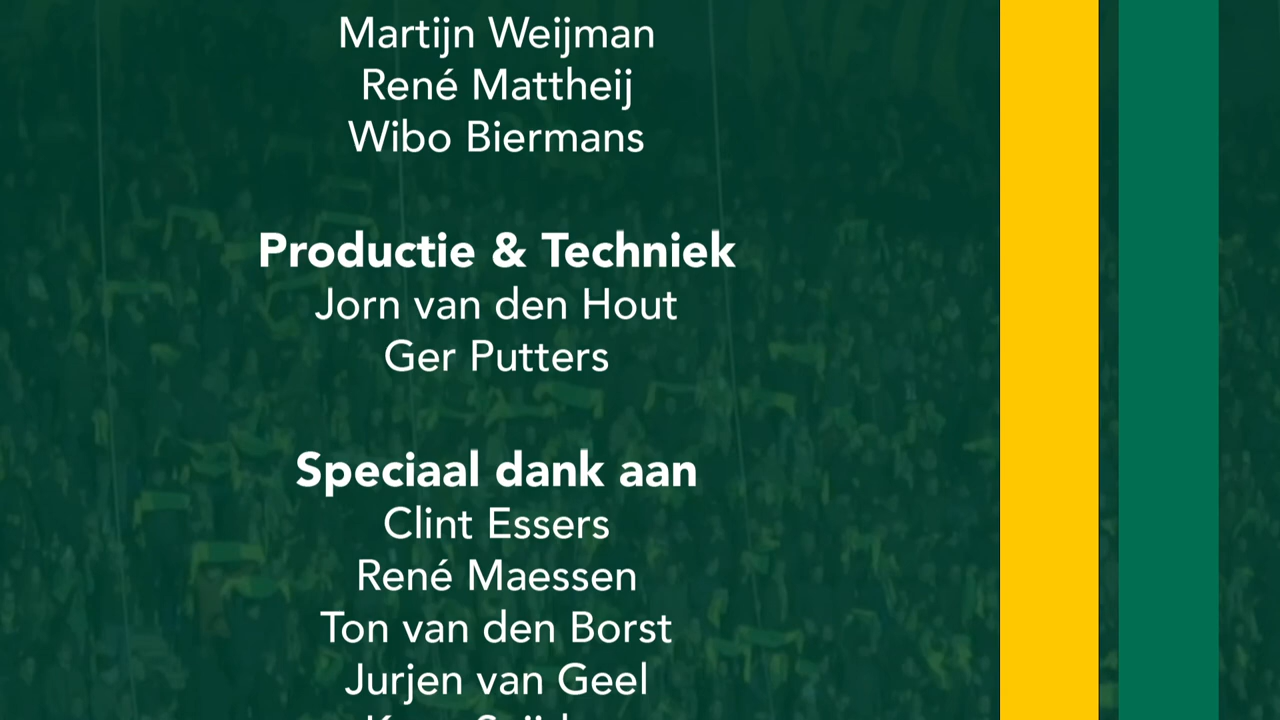 Martijn Weijman
René Mattheij
Wibo Biermans
Productie & Techniek
Jorn van den Hout
Ger Putters
Speciaal dank aan
Clint Essers
René Maessen
Ton van den Borst
Jurjen van Geel